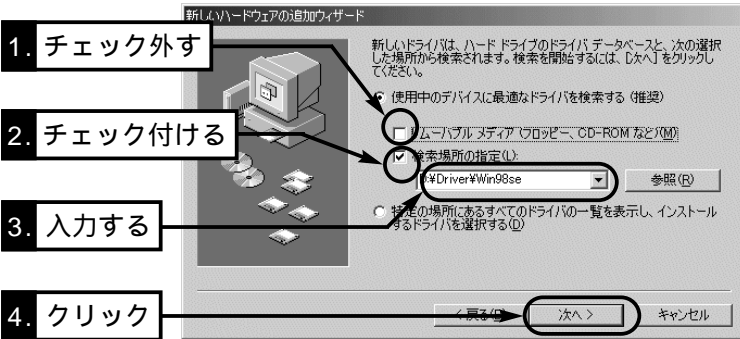 新しいハードウェアの追加ウィザード
1. チェック外す
新しいドライバは、ハード ドライブのドライバ データベースと、次の選択
した場所から検索されます。検索を開始するには、[次へ] をクリックし
てください。
使用中のデバイスに最適なドライバを検索する (推奨)
2. チェック付ける
リムーバブル メディア (フロッピー、CD-ROM など)(M)
検索場所の指定(L):
D:¥Driver¥Win98se
参照(R)
3. 入力する
特定の場所にあるすべてのドライバの一覧を表示し、インストール
するドライバを選択する(D)
4. クリック
< 戻る(B)
次へ >
キャンセル